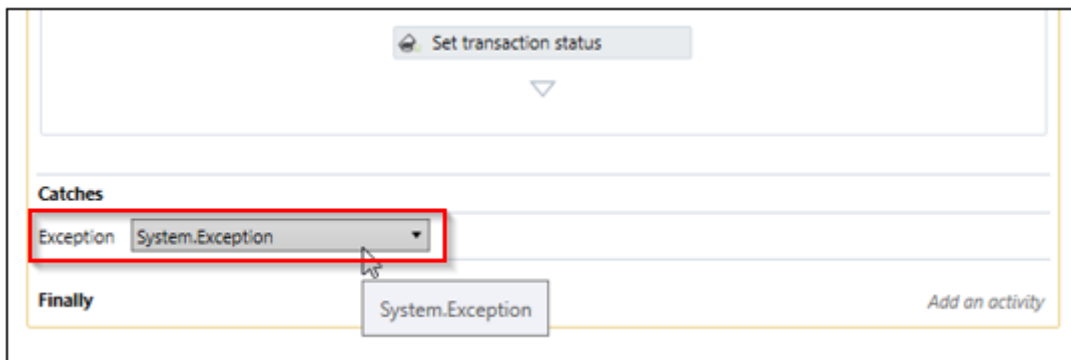 Set transaction status
Catches
Exception System.Exception
System.Exception
Finally Add an activity